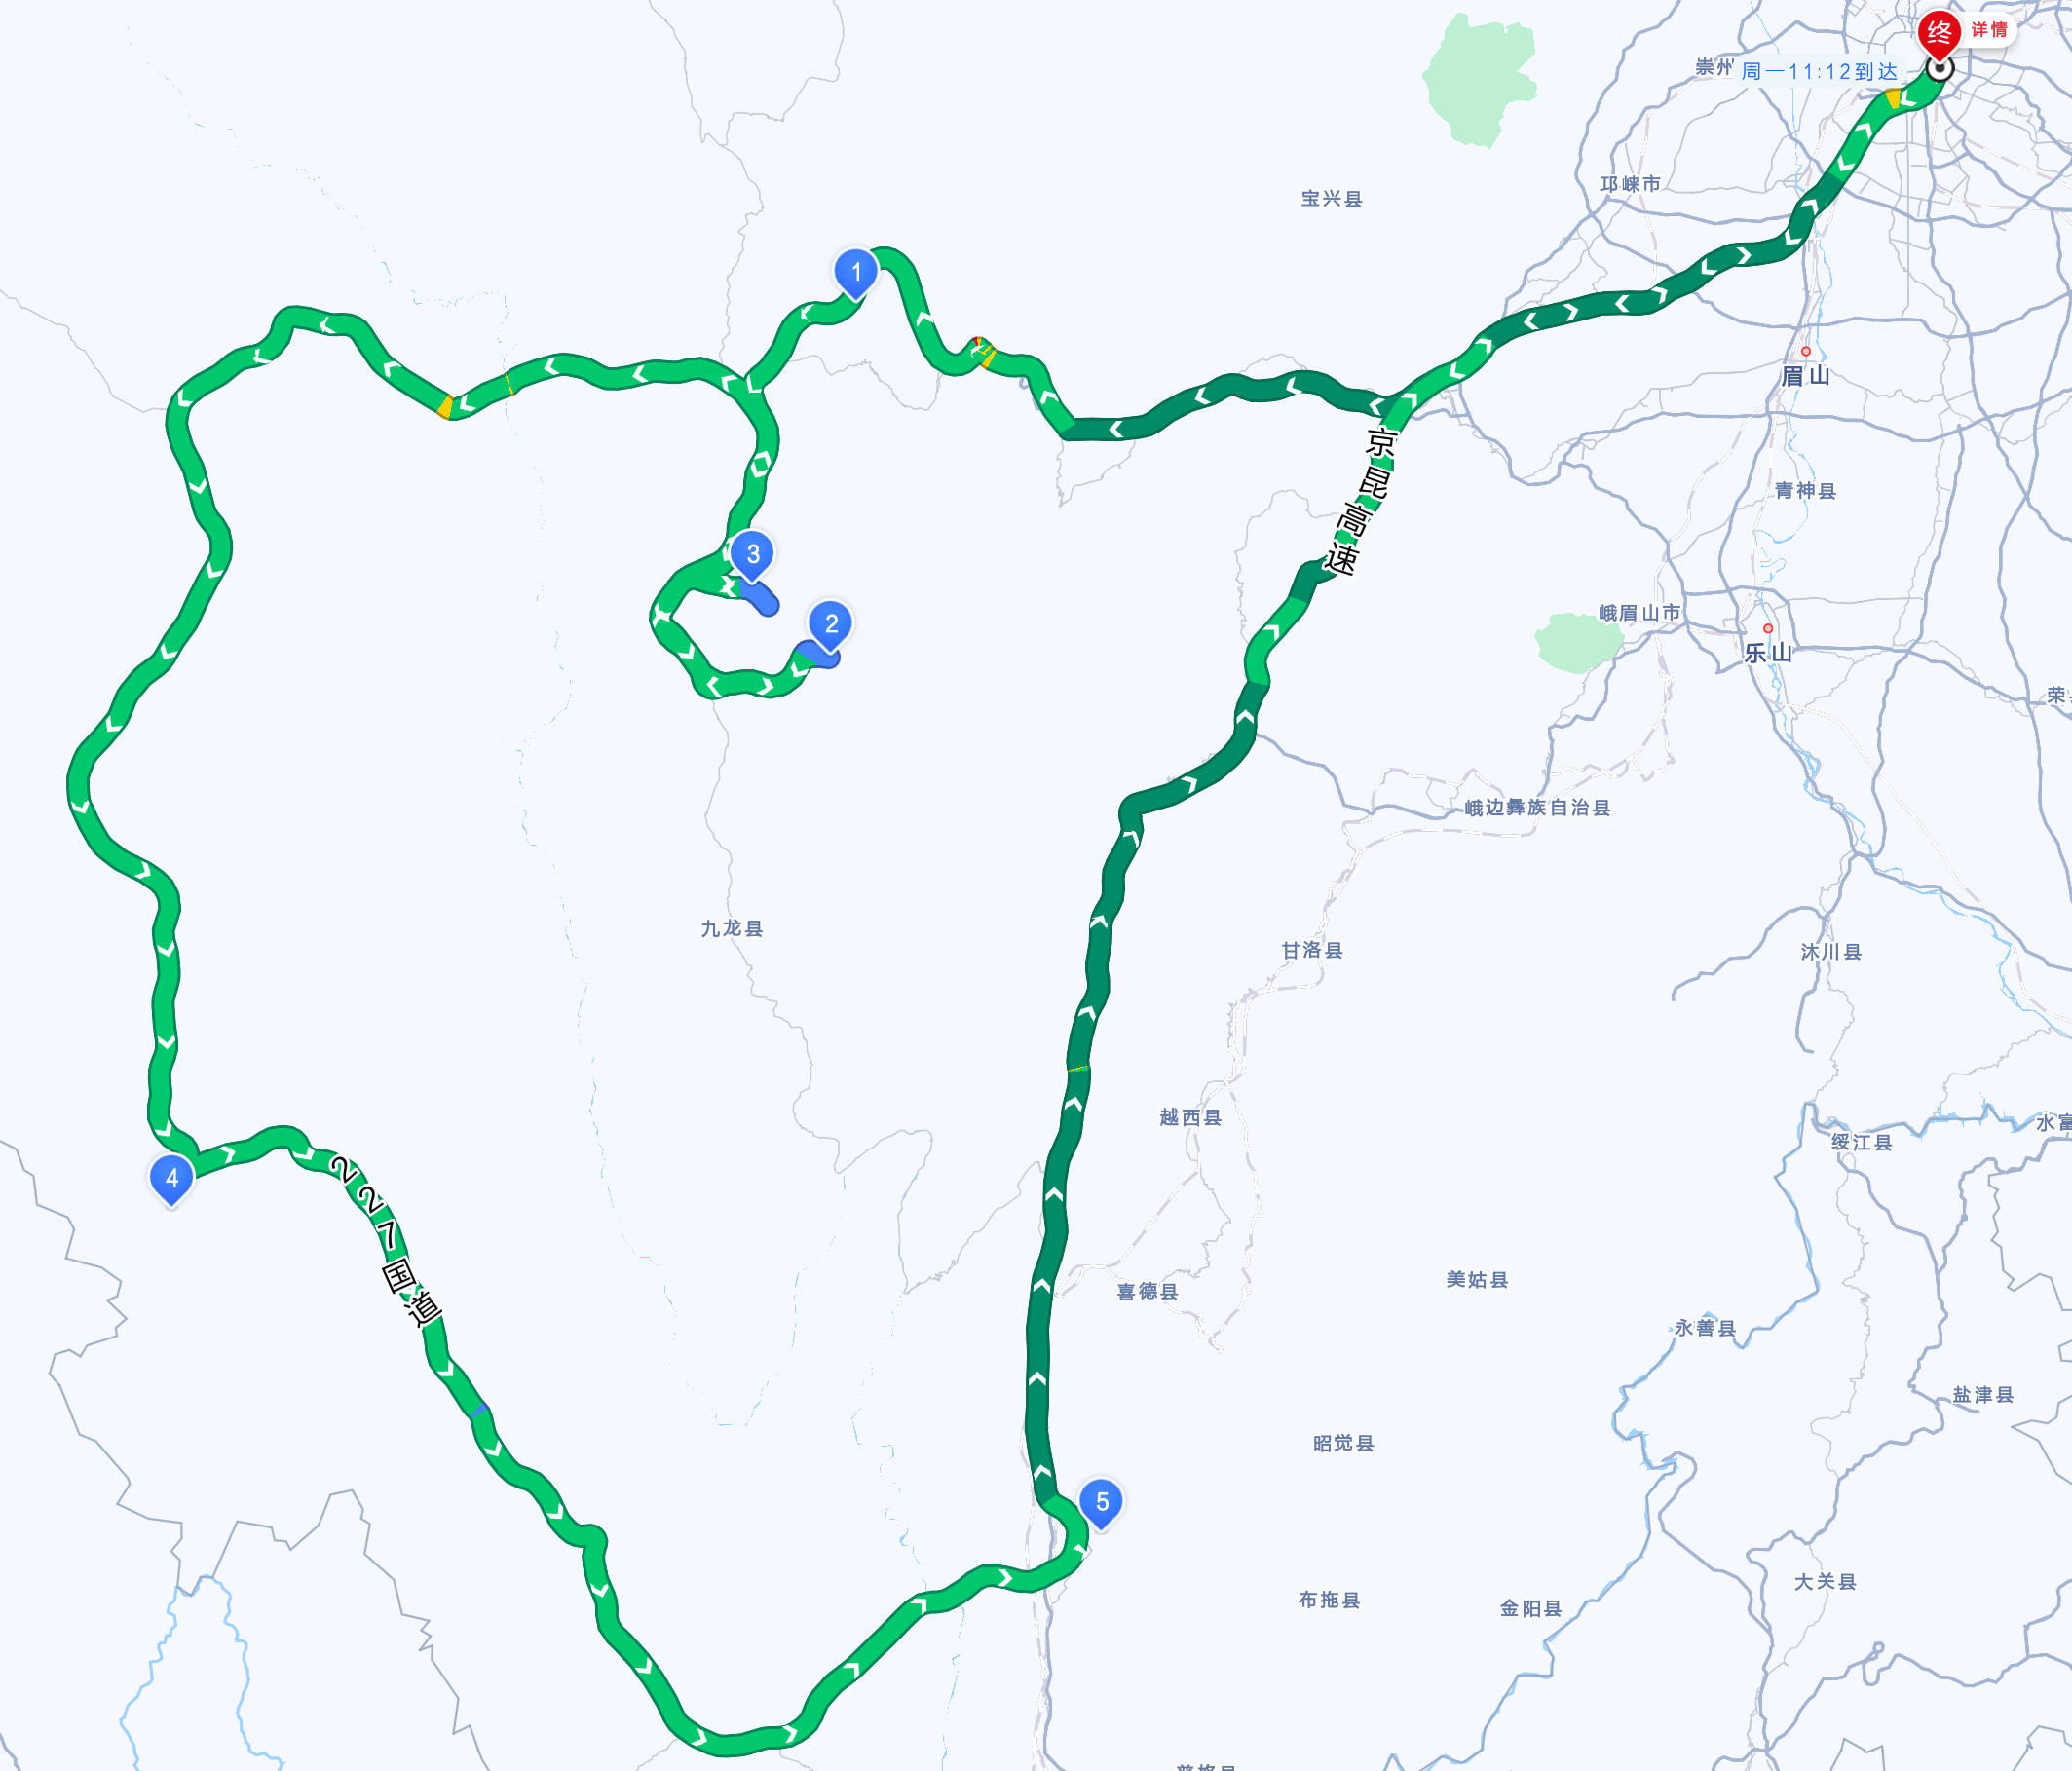 终
详情
崇州
周一11:12到达
邛崃市
宝兴县
1
眉山
京昆高速
青神县
3
2
峨眉山市
乐山
峨边彝族自治县
九龙县
甘洛县
沐川县
越西县
绥江县
4
227国道
喜德县
美姑县
永善县
盐津县
昭觉县
5
布拖县
金阳县
大关县